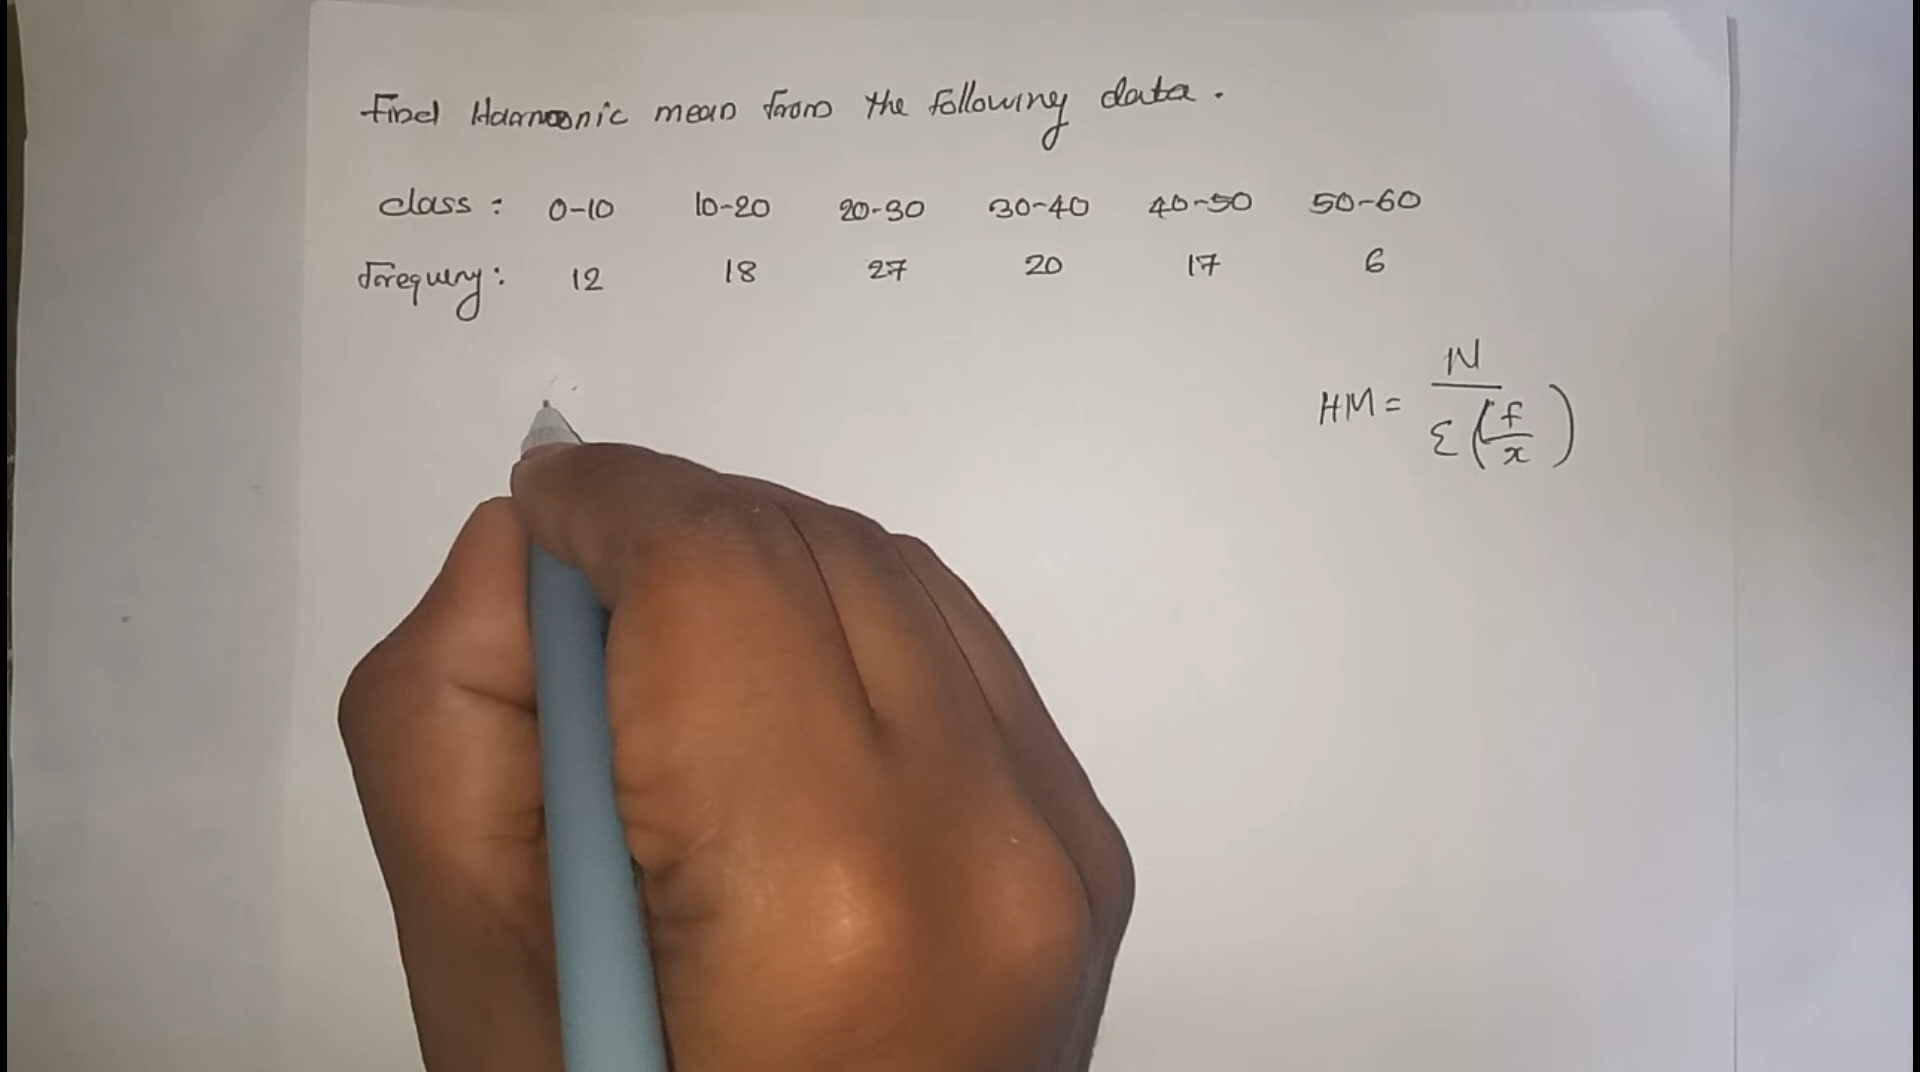 Find Harmonic mean from the following data.
class: 0-10 10-20 20-30 30-40 40-50 50-60
frequency: 12 18 27 20 17 6
HM = N / Σ(f/x)